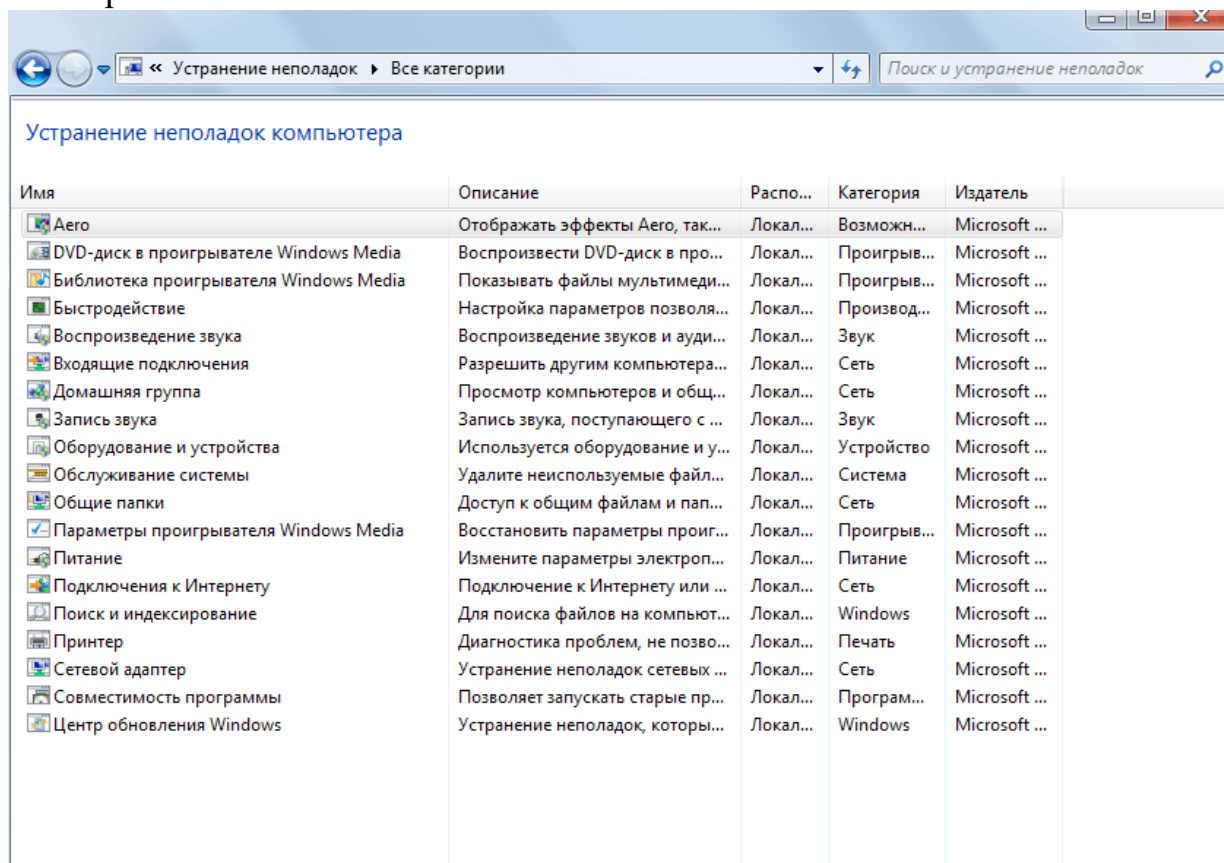 « Устранение неполадок ▸ Все категории Поиск и устранение неполадок
Устранение неполадок компьютера
Имя Описание Распо... Категория Издатель
Aero Отображать эффекты Aero, так... Локал... Возможн... Microsoft ...
DVD-диск в проигрывателе Windows Media Воспроизвести DVD-диск в про... Локал... Проигрыв... Microsoft ...
Библиотека проигрывателя Windows Media Показывать файлы мультимеди... Локал... Проигрыв... Microsoft ...
Быстродействие Настройка параметров позволя... Локал... Производ... Microsoft ...
Воспроизведение звука Воспроизведение звуков и ауди... Локал... Звук Microsoft ...
Входящие подключения Разрешить другим компьютера... Локал... Сеть Microsoft ...
Домашняя группа Просмотр компьютеров и общ... Локал... Сеть Microsoft ...
Запись звука Запись звука, поступающего с ... Локал... Звук Microsoft ...
Оборудование и устройства Используется оборудование и у... Локал... Устройство Microsoft ...
Обслуживание системы Удалите неиспользуемые файл... Локал... Система Microsoft ...
Общие папки Доступ к общим файлам и пап... Локал... Сеть Microsoft ...
Параметры проигрывателя Windows Media Восстановить параметры проиг... Локал... Проигрыв... Microsoft ...
Питание Измените параметры электроп... Локал... Питание Microsoft ...
Подключения к Интернету Подключение к Интернету или ... Локал... Сеть Microsoft ...
Поиск и индексирование Для поиска файлов на компьют... Локал... Windows Microsoft ...
Принтер Диагностика проблем, не позво... Локал... Печать Microsoft ...
Сетевой адаптер Устранение неполадок сетевых ... Локал... Сеть Microsoft ...
Совместимость программы Позволяет запускать старые пр... Локал... Програм... Microsoft ...
Центр обновления Windows Устранение неполадок, которы... Локал... Windows Microsoft ...